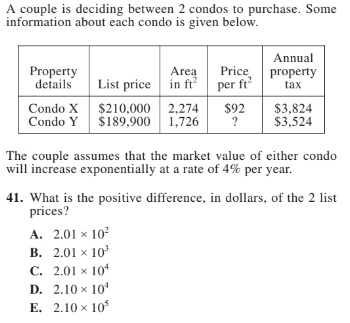 A couple is deciding between 2 condos to purchase. Some
information about each condo is given below.
Property details List price Area in ft² Price per ft² Annual property tax
Condo X $210,000 2,274 $92 $3,824
Condo Y $189,900 1,726 ? $3,524
The couple assumes that the market value of either condo
will increase exponentially at a rate of 4% per year.
41. What is the positive difference, in dollars, of the 2 list
prices?
A. 2.01 × 10²
B. 2.01 × 10³
C. 2.01 × 10⁴
D. 2.10 × 10⁴
E. 2.10 × 10⁵